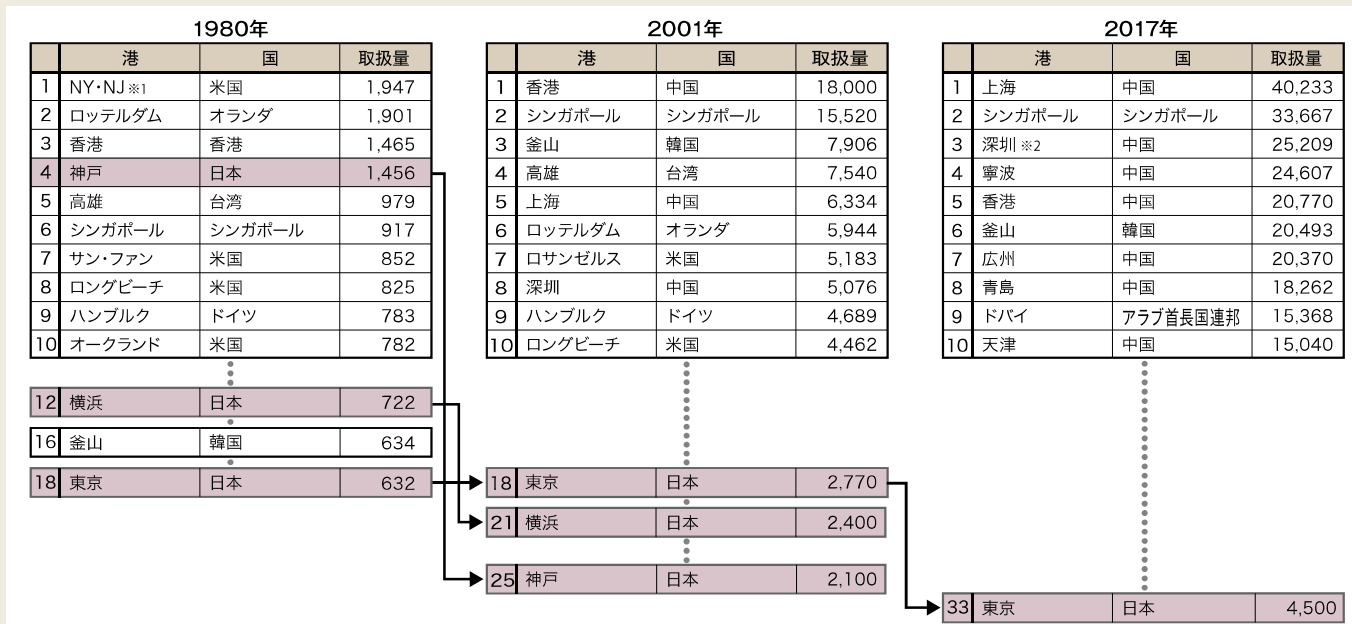 1980年
港 国 取扱量
1 NY・NJ※1 米国 1,947
2 ロッテルダム オランダ 1,901
3 香港 香港 1,465
4 神戸 日本 1,456
5 高雄 台湾 979
6 シンガポール シンガポール 917
7 サン・ファン 米国 852
8 ロングビーチ 米国 825
9 ハンブルク ドイツ 783
10 オークランド 米国 782
12 横浜 日本 722
16 釜山 韓国 634
18 東京 日本 632
2001年
港 国 取扱量
1 香港 中国 18,000
2 シンガポール シンガポール 15,520
3 釜山 韓国 7,906
4 高雄 台湾 7,540
5 上海 中国 6,334
6 ロッテルダム オランダ 5,944
7 ロサンゼルス 米国 5,183
8 深圳 中国 5,076
9 ハンブルク ドイツ 4,689
10 ロングビーチ 米国 4,462
18 東京 日本 2,770
21 横浜 日本 2,400
25 神戸 日本 2,100
2017年
港 国 取扱量
1 上海 中国 40,233
2 シンガポール シンガポール 33,667
3 深圳 ※2 中国 25,209
4 寧波 中国 24,607
5 香港 中国 20,770
6 釜山 韓国 20,493
7 広州 中国 20,370
8 青島 中国 18,262
9 ドバイ アラブ首長国連邦 15,368
10 天津 中国 15,040
33 東京 日本 4,500